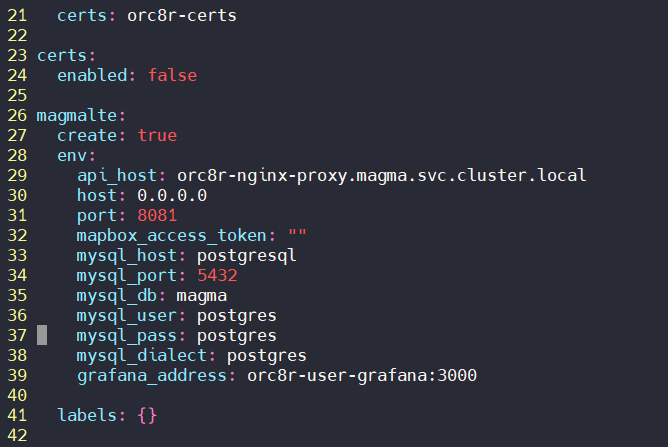 21   certs: orc8r-certs
22
23 certs:
24   enabled: false
25
26 magmalte:
27   create: true
28   env:
29     api_host: orc8r-nginx-proxy.magma.svc.cluster.local
30     host: 0.0.0.0
31     port: 8081
32     mapbox_access_token: ""
33     mysql_host: postgresql
34     mysql_port: 5432
35     mysql_db: magma
36     mysql_user: postgres
37     mysql_pass: postgres
38     mysql_dialect: postgres
39     grafana_address: orc8r-user-grafana:3000
40
41   labels: {}
42